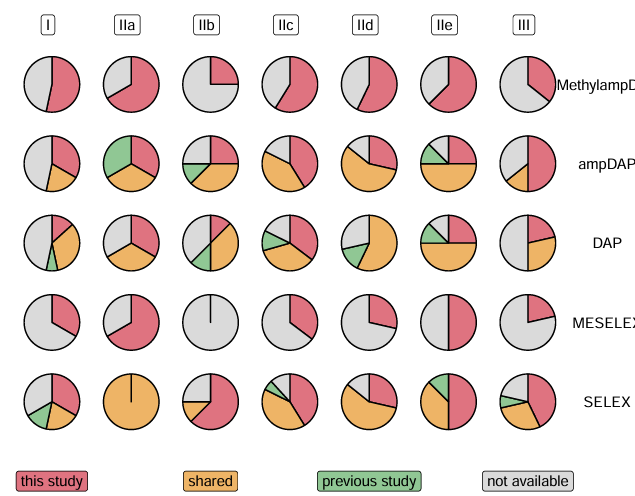 I IIa IIb IIc IId IIe III
MethylampD
ampDAP
DAP
MESELEX
SELEX
this study shared previous study not available